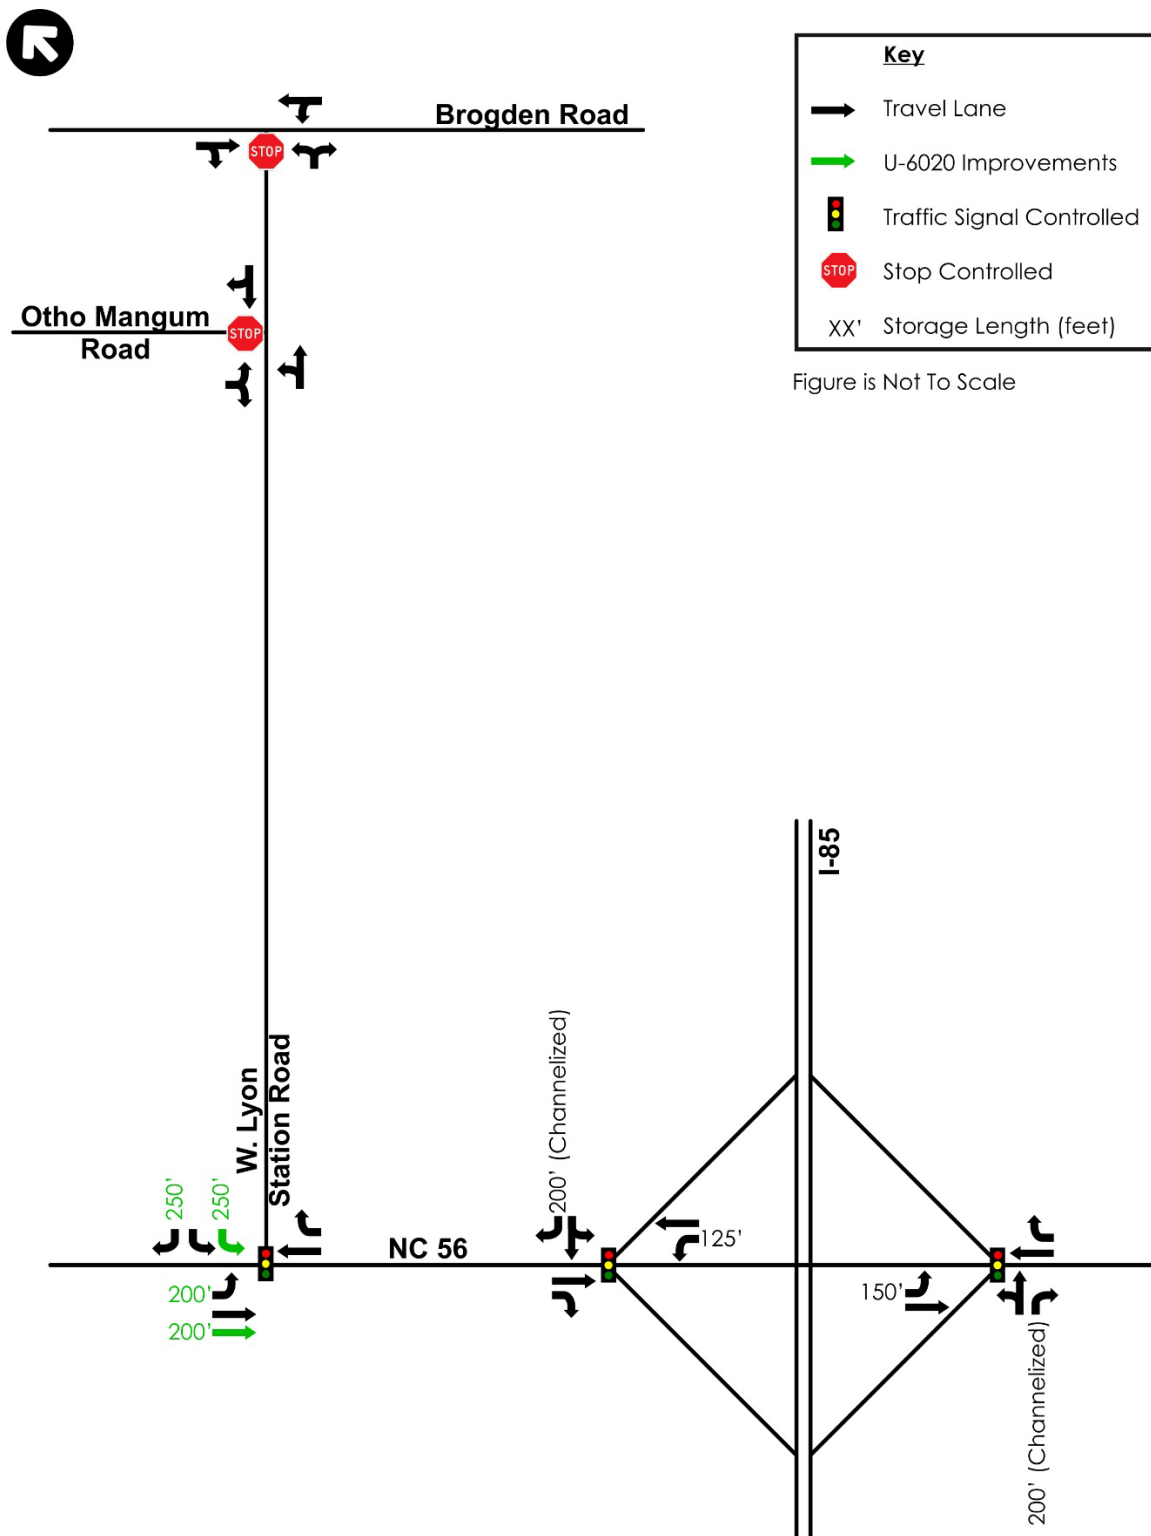 Key
Travel Lane
U-6020 Improvements
Traffic Signal Controlled
STOP
Stop Controlled
XX' Storage Length (feet)
Figure is Not To Scale
Brogden Road
STOP
Otho Mangum
Road
STOP
I-85
W. Lyon
Station Road
250'
250'
200'
200'
NC 56
200' (Channelized)
125'
150'
200' (Channelized)